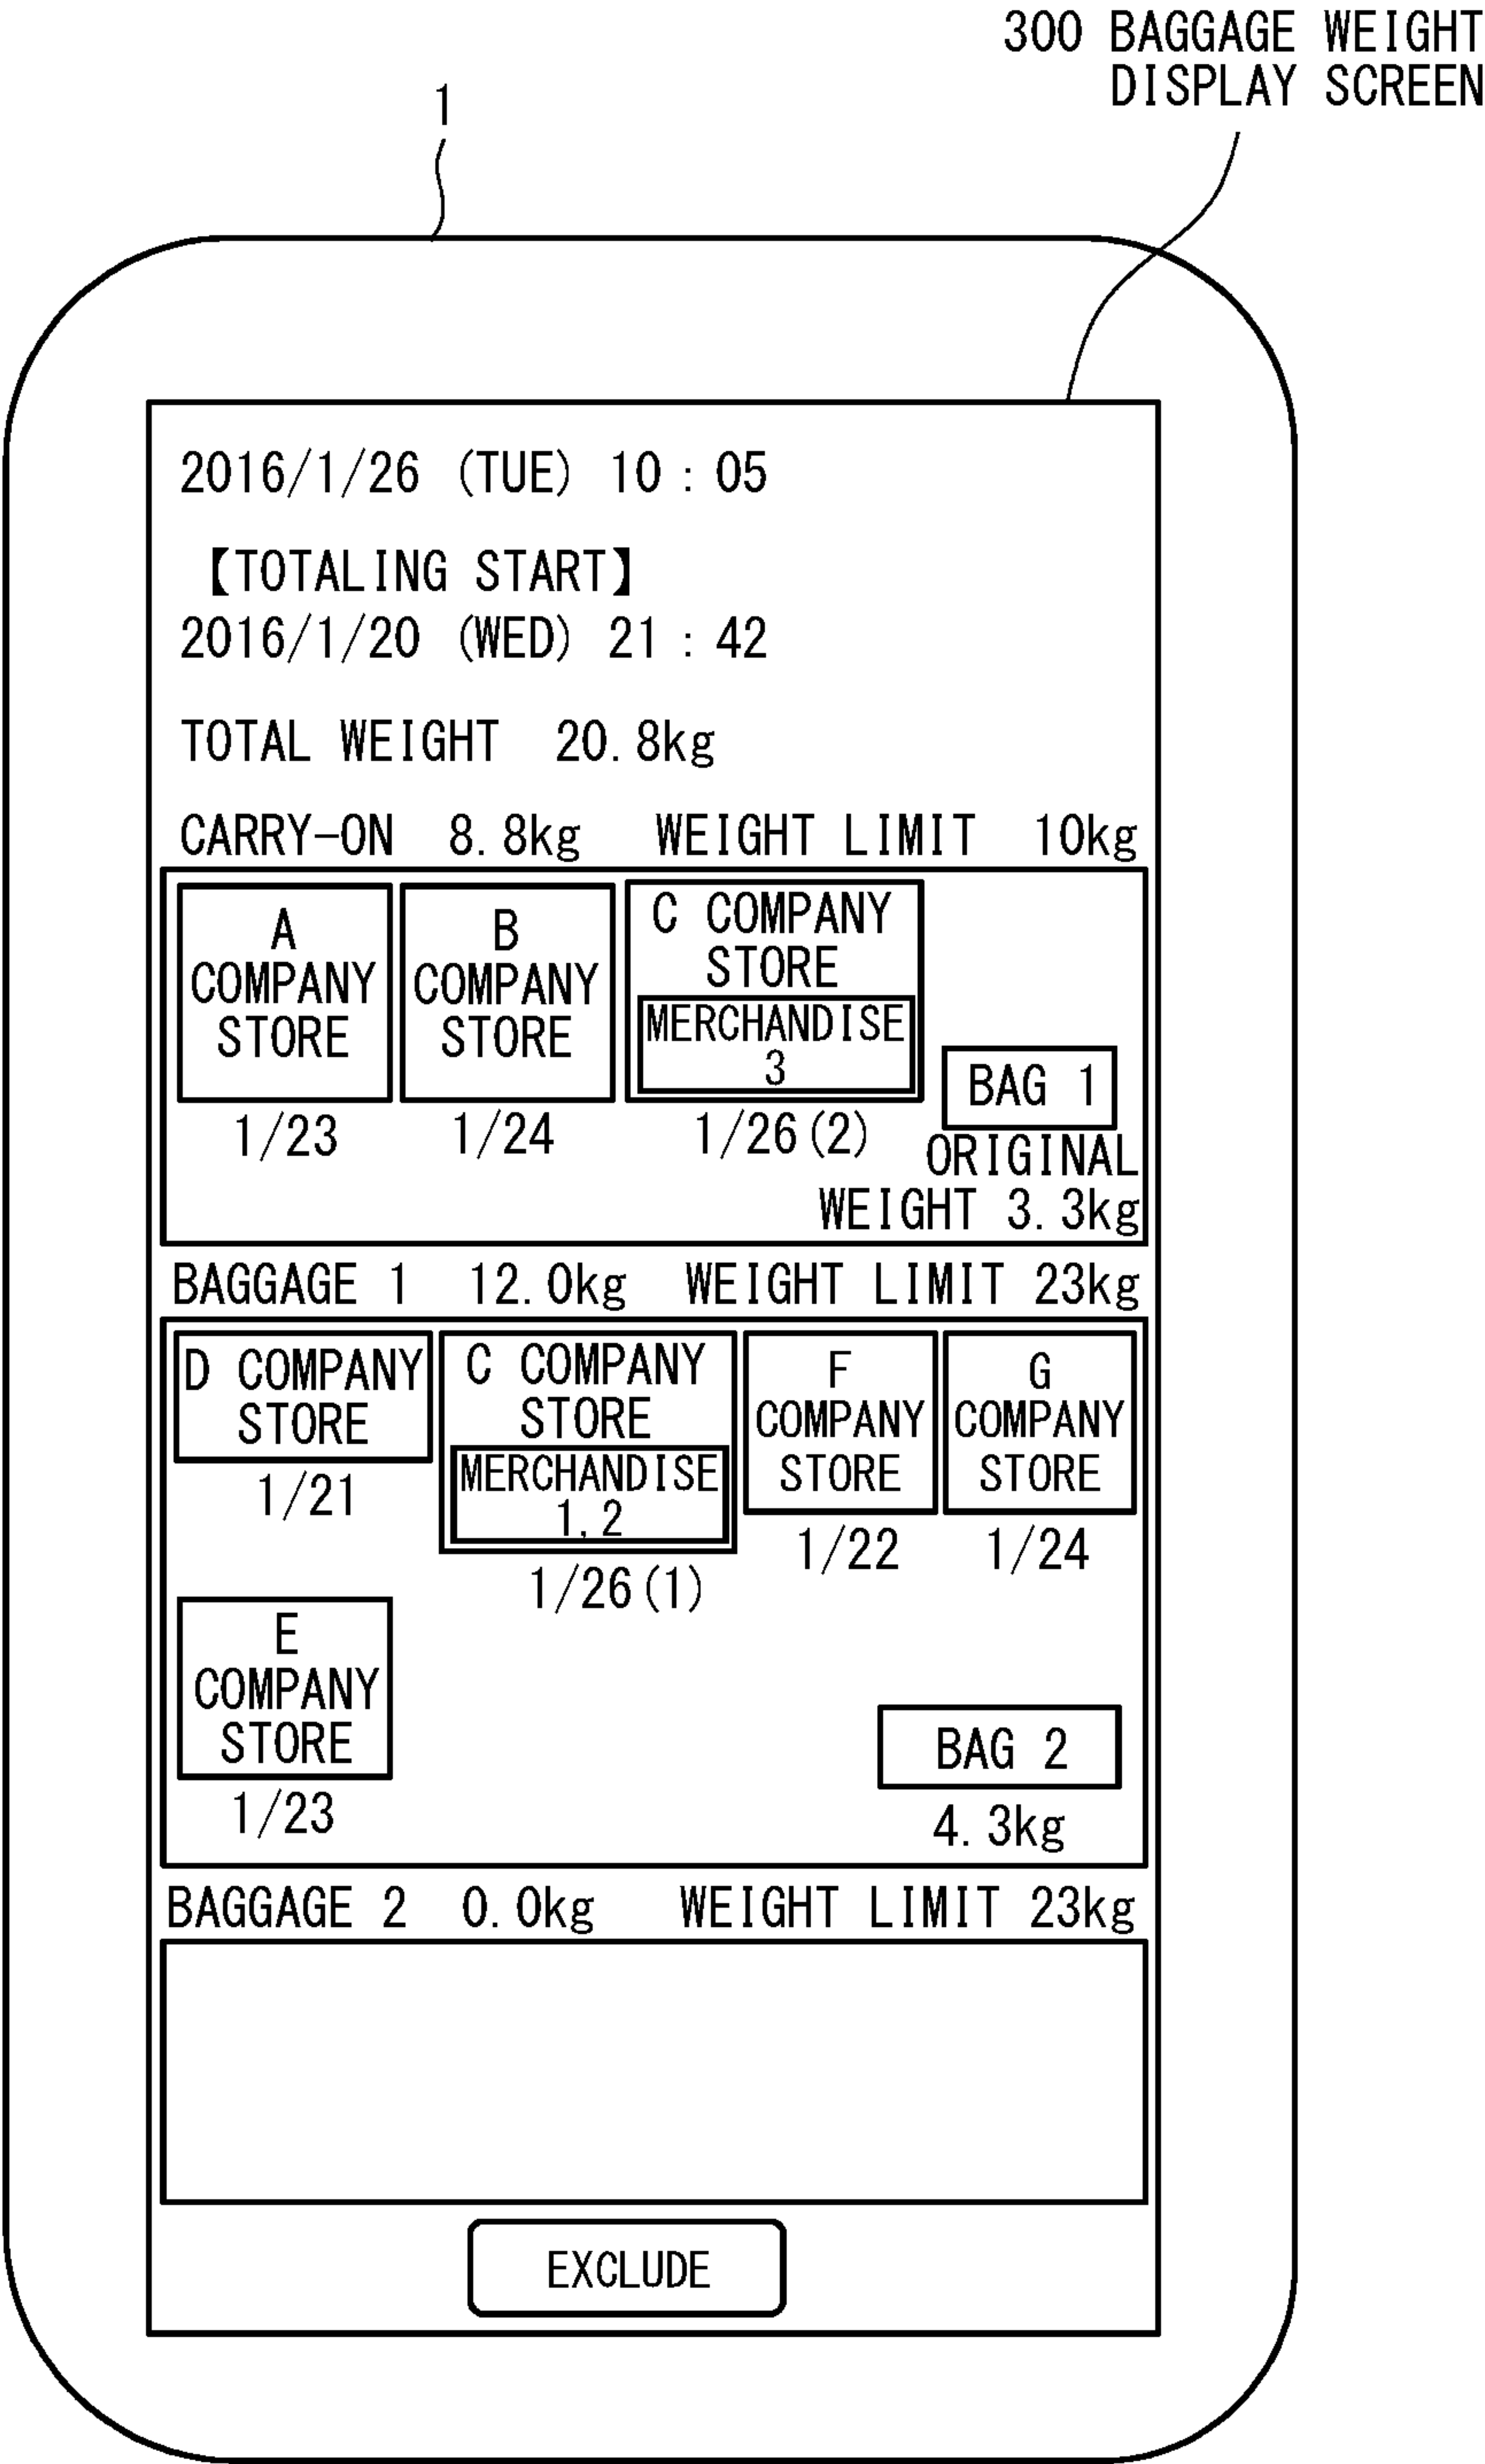 300 BAGGAGE WEIGHT
DISPLAY SCREEN
1
2016/1/26 (TUE) 10:05
【TOTALING START】
2016/1/20 (WED) 21:42
TOTAL WEIGHT 20.8kg
CARRY-ON 8.8kg WEIGHT LIMIT 10kg
A
COMPANY
STORE
1/23
B
COMPANY
STORE
1/24
C COMPANY
STORE
MERCHANDISE
3
1/26(2)
BAG 1
ORIGINAL
WEIGHT 3.3kg
BAGGAGE 1 12.0kg WEIGHT LIMIT 23kg
D COMPANY
STORE
1/21
C COMPANY
STORE
MERCHANDISE
1,2
1/26(1)
F
COMPANY
STORE
1/22
G
COMPANY
STORE
1/24
E
COMPANY
STORE
1/23
BAG 2
4.3kg
BAGGAGE 2 0.0kg WEIGHT LIMIT 23kg
EXCLUDE